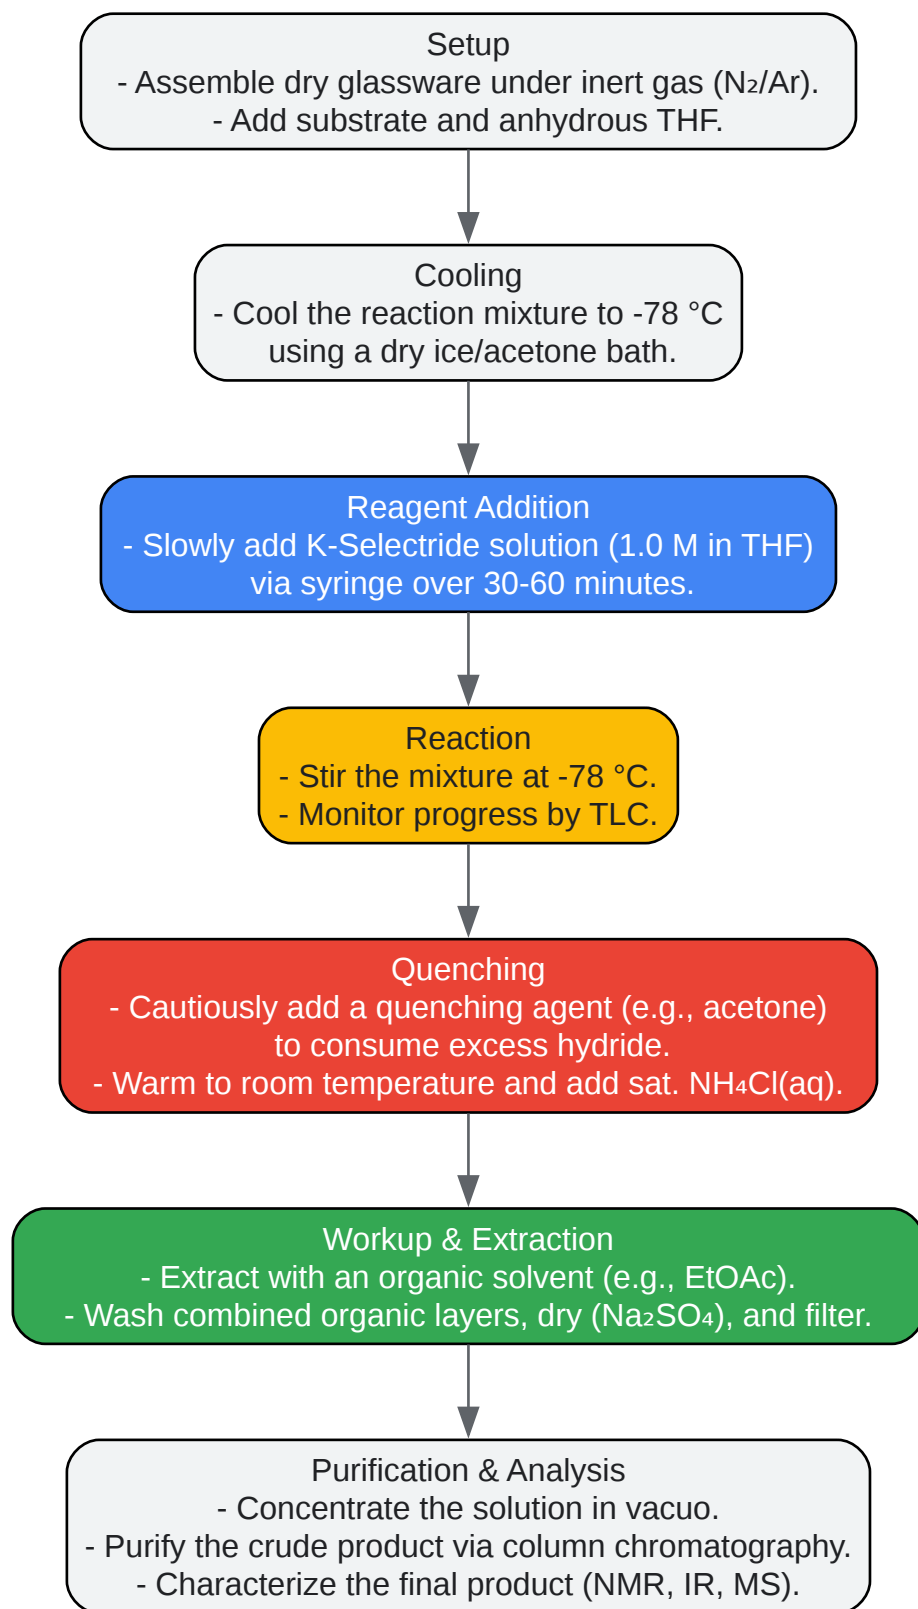 Setup
- Assemble dry glassware under inert gas (N₂/Ar).
- Add substrate and anhydrous THF.
Cooling
- Cool the reaction mixture to -78 °C
using a dry ice/acetone bath.
Reagent Addition
- Slowly add K-Selectride solution (1.0 M in THF)
via syringe over 30-60 minutes.
Reaction
- Stir the mixture at -78 °C.
- Monitor progress by TLC.
Quenching
- Cautiously add a quenching agent (e.g., acetone)
to consume excess hydride.
- Warm to room temperature and add sat. NH₄Cl(aq).
Workup & Extraction
- Extract with an organic solvent (e.g., EtOAc).
- Wash combined organic layers, dry (Na₂SO₄), and filter.
Purification & Analysis
- Concentrate the solution in vacuo.
- Purify the crude product via column chromatography.
- Characterize the final product (NMR, IR, MS).